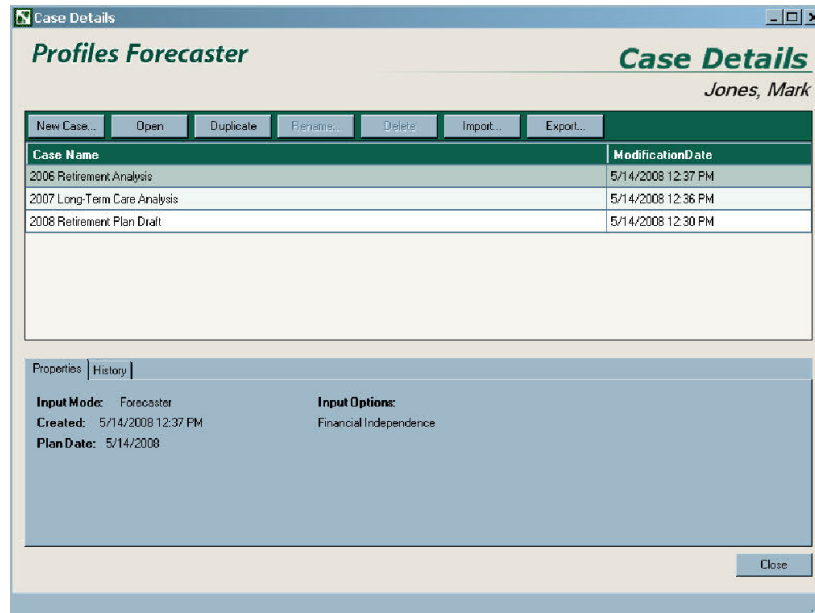 Case Details
Profiles Forecaster
Case Details
Jones, Mark
New Case... Open Duplicate Rename... Delete Import... Export...
Case Name ModificationDate
2006 Retirement Analysis 5/14/2008 12:37 PM
2007 Long-Term Care Analysis 5/14/2008 12:36 PM
2008 Retirement Plan Draft 5/14/2008 12:30 PM
Properties History
Input Mode: Forecaster Input Options:
Created: 5/14/2008 12:37 PM Financial Independence
Plan Date: 5/14/2008
Close